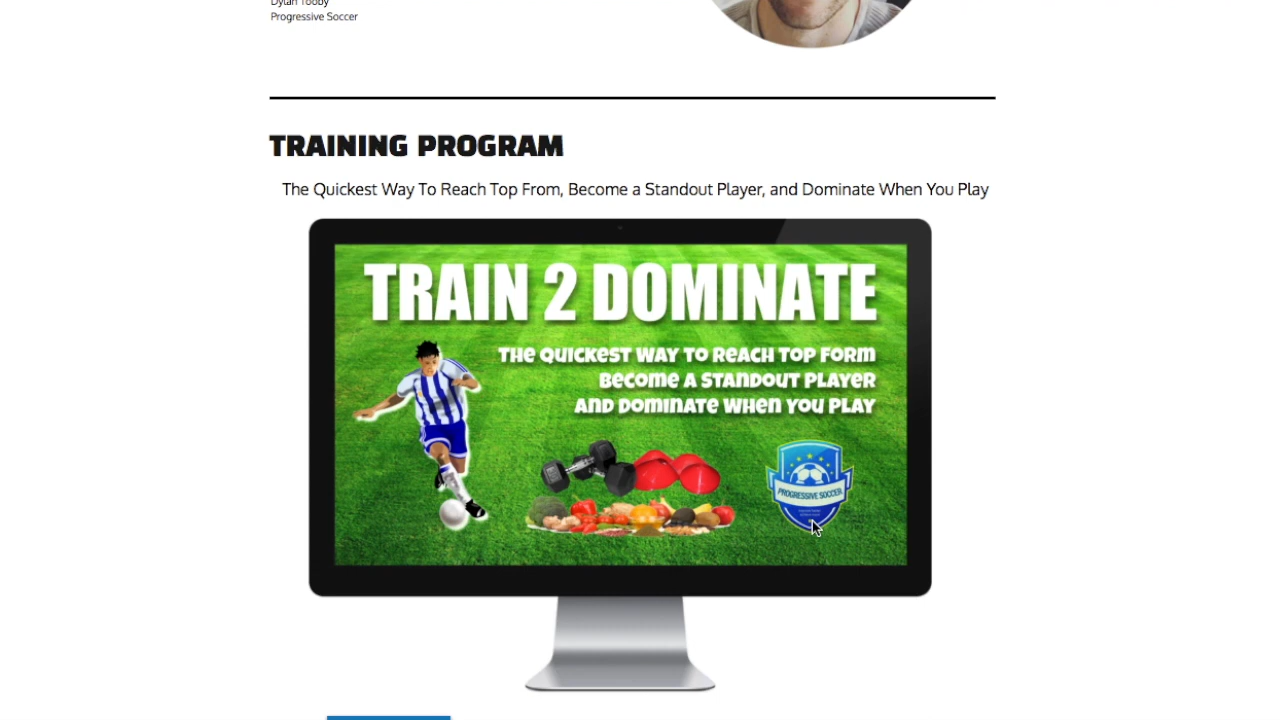 Dylan Tooby
Progressive Soccer
TRAINING PROGRAM
The Quickest Way To Reach Top From, Become a Standout Player, and Dominate When You Play
TRAIN 2 DOMINATE
THE QUICKEST WAY TO REACH TOP FORM
BECOME A STANDOUT PLAYER
AND DOMINATE WHEN YOU PLAY
PROGRESSIVE SOCCER